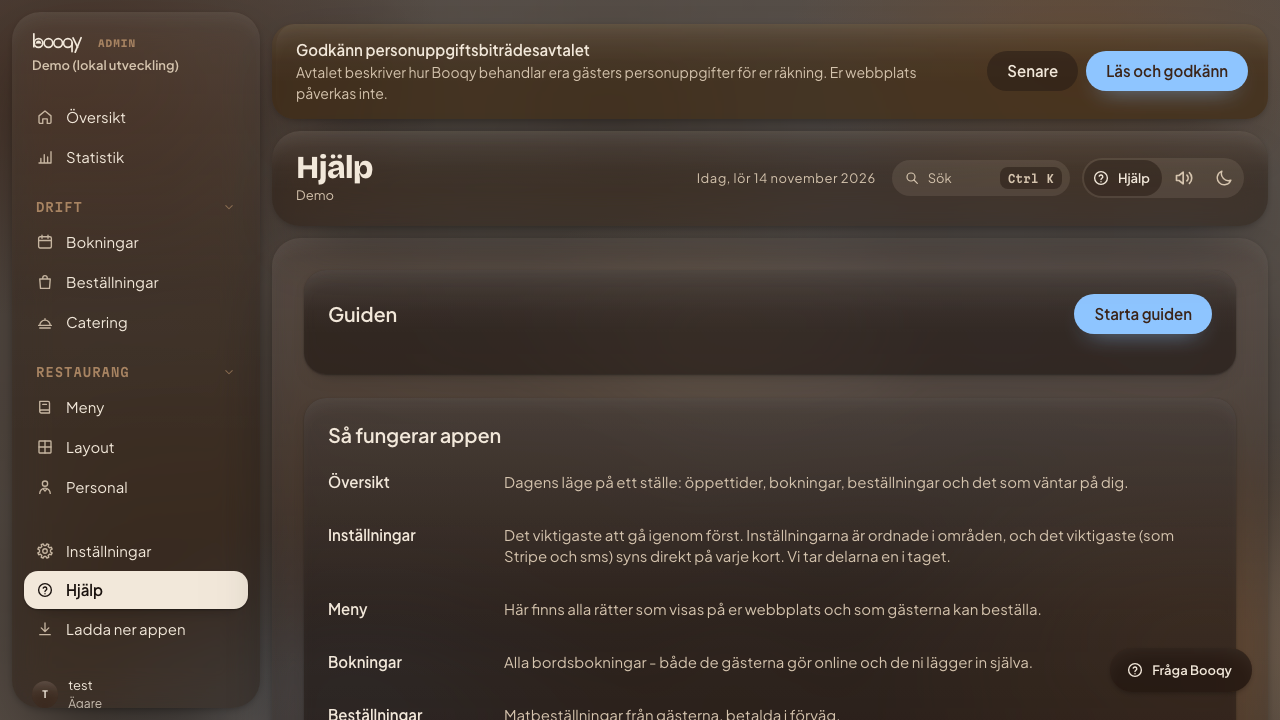 booqy ADMIN
Demo (lokal utveckling)
Översikt
Statistik
DRIFT
Bokningar
Beställningar
Catering
RESTAURANG
Meny
Layout
Personal
Inställningar
Hjälp
Ladda ner appen
T
test
Ägare
Godkänn personuppgiftsbiträdesavtalet
Avtalet beskriver hur Booqy behandlar era gästers personuppgifter för er räkning. Er webbplats
påverkas inte.
Senare
Läs och godkänn
Hjälp
Demo
Idag, lör 14 november 2026
Sök
Ctrl K
Hjälp
Guiden
Starta guiden
Så fungerar appen
Översikt
Dagens läge på ett ställe: öppettider, bokningar, beställningar och det som väntar på dig.
Inställningar
Det viktigaste att gå igenom först. Inställningarna är ordnade i områden, och det viktigaste (som
Stripe och sms) syns direkt på varje kort. Vi tar delarna en i taget.
Meny
Här finns alla rätter som visas på er webbplats och som gästerna kan beställa.
Bokningar
Alla bordsbokningar - både de gästerna gör online och de ni lägger in själva.
Beställningar
Matbeställningar från gästerna, betalda i förväg.
Fråga Booqy